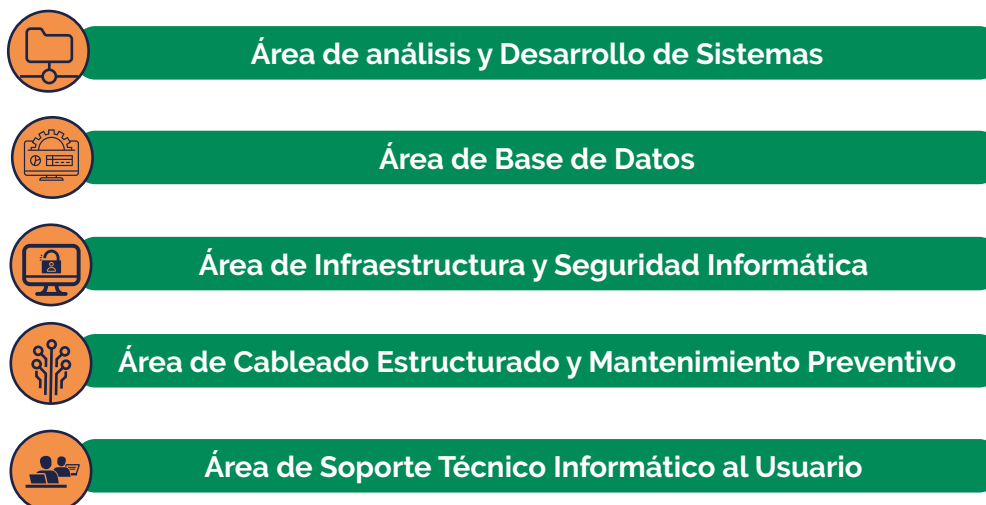 Área de análisis y Desarrollo de Sistemas
Área de Base de Datos
Área de Infraestructura y Seguridad Informática
Área de Cableado Estructurado y Mantenimiento Preventivo
Área de Soporte Técnico Informático al Usuario